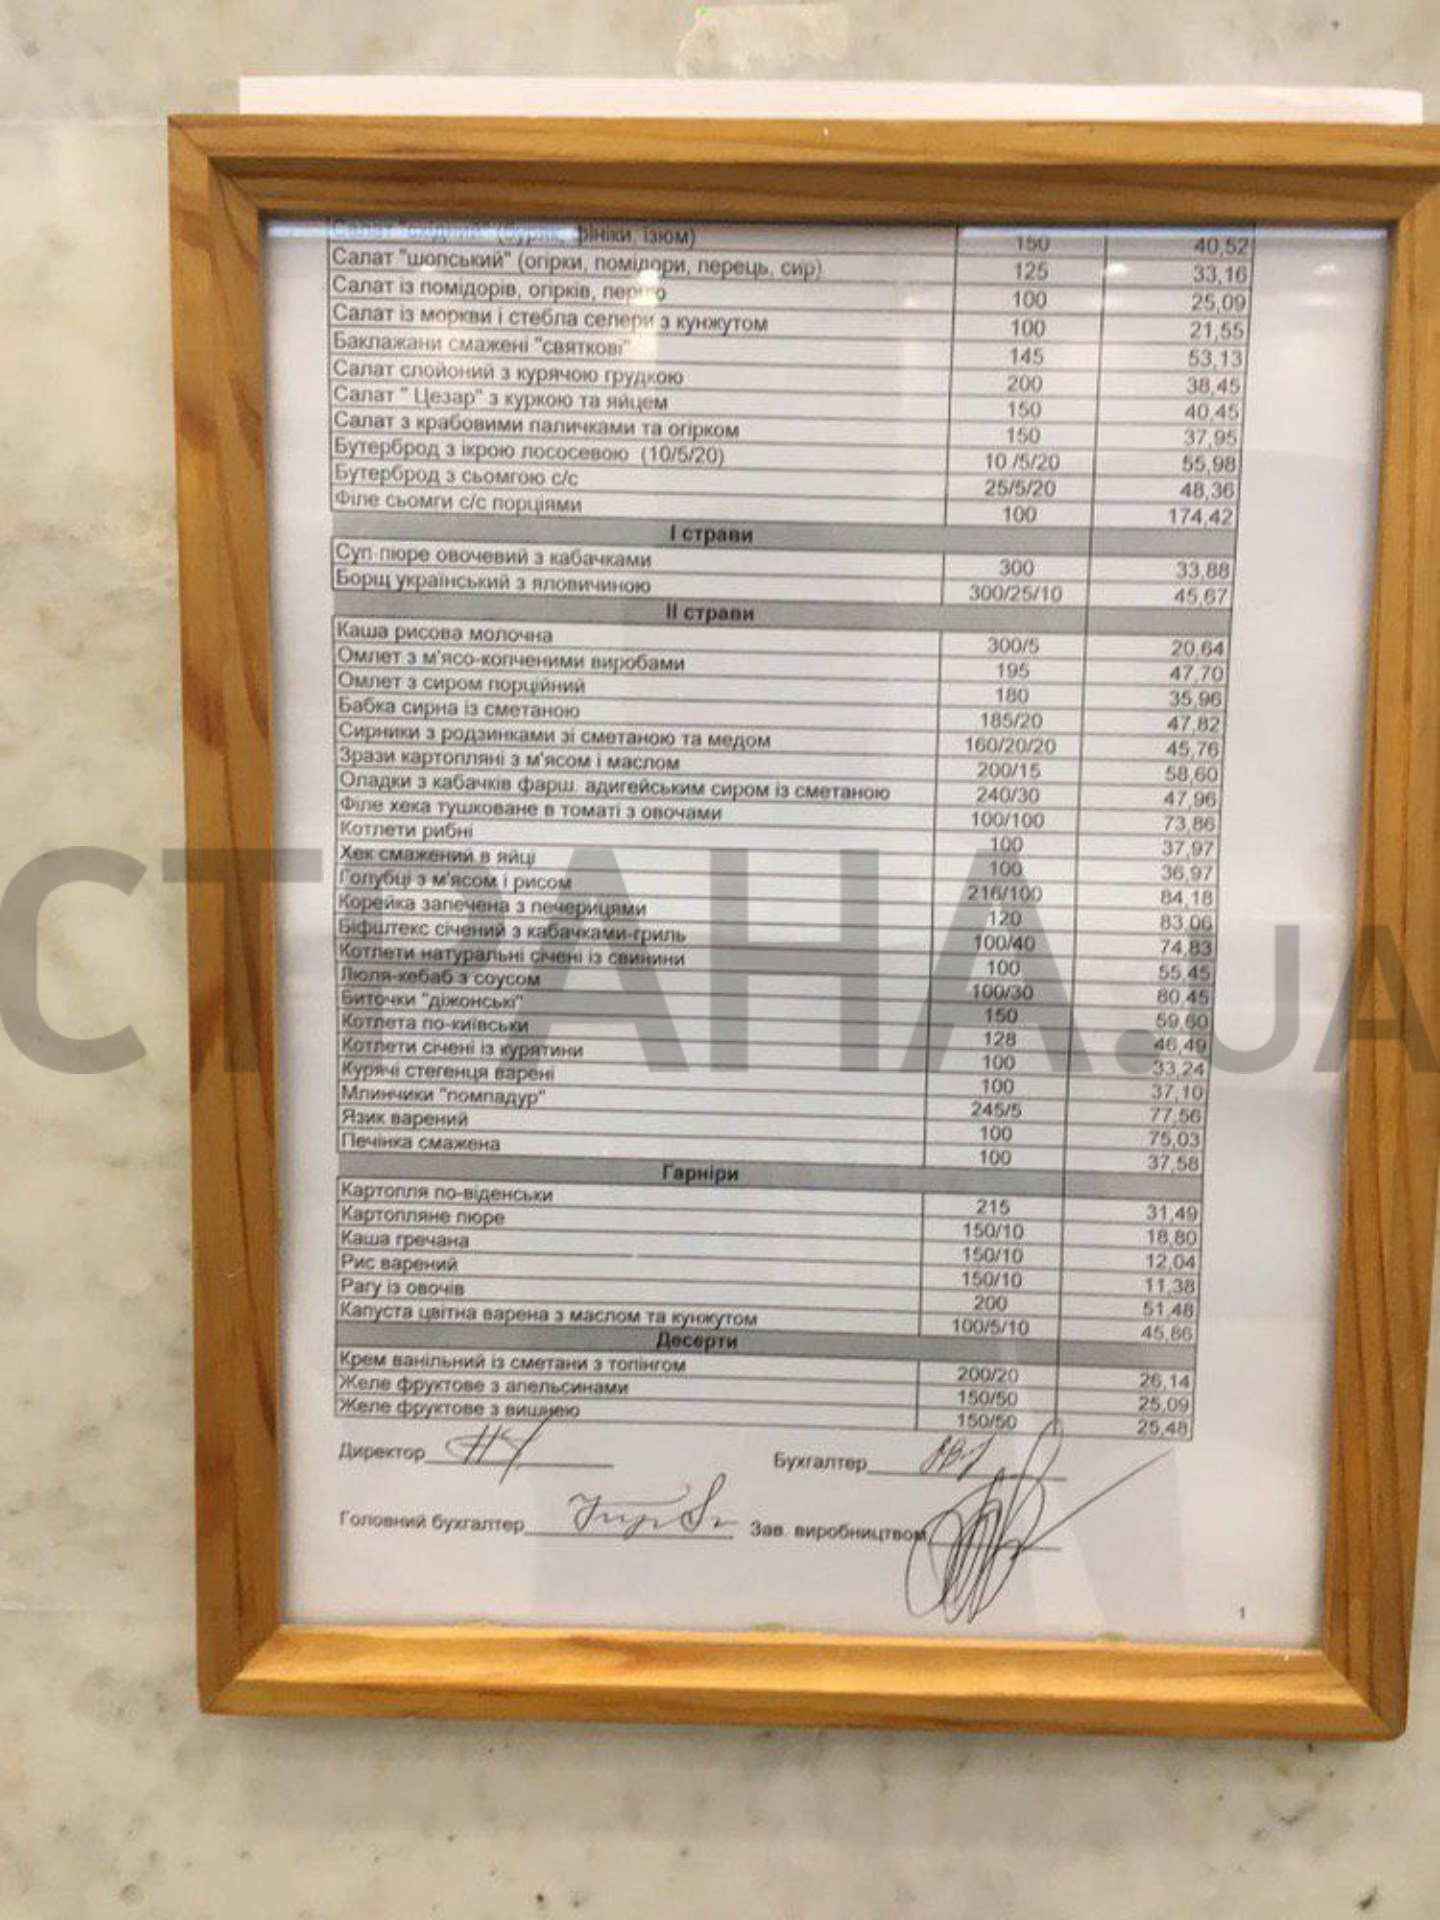 Салат "східний" (буряк, фініки, ізюм) 150 40,52
Салат "шопський" (огірки, помідори, перець, сир) 125 33,16
Салат із помідорів, огірків, перцю 100 25,09
Салат із моркви і стебла селери з кунжутом 100 21,55
Баклажани смажені "святкові" 145 53,13
Салат слойоний з курячою грудкою 200 38,45
Салат " Цезар" з куркою та яйцем 150 40,45
Салат з крабовими паличками та огірком 150 37,95
Бутерброд з ікрою лососевою (10/5/20) 10 /5/20 55,98
Бутерброд з сьомгою с/с 25/5/20 48,36
Філе сьомги с/с порціями 100 174,42
І страви
Суп пюре овочевий з кабачками 300 33,88
Борщ український з яловичиною 300/25/10 45,67
ІІ страви
Каша рисова молочна 300/5 20,64
Омлет з м'ясо-копченими виробами 195 47,70
Омлет з сиром порційний 180 35,96
Бабка сирна із сметаною 185/20 47,82
Сирники з родзинками зі сметаною та медом 160/20/20 45,76
Зрази картопляні з м'ясом і маслом 200/15 58,60
Оладки з кабачків фарш. адигейським сиром із сметаною 240/30 47,96
Філе хека тушковане в томаті з овочами 100/100 73,86
Котлети рибні 100 37,97
Хек смажений в яйці 100 36,97
Голубці з м'ясом і рисом 216/100 84,18
Корейка запечена з печерицями 120 83,06
Біфштекс січений з кабачками-гриль 100/40 74,83
Котлети натуральні січені із свинини 100 55,45
Люля-кебаб з соусом 100/30 80,45
Биточки "діжонські" 150 59,60
Котлета по-київськи 128 46,49
Котлети січені із курятини 100 33,24
Курячі стегенця варені 100 37,10
Млинчики "помпадур" 245/5 77,56
Язик варений 100 75,03
Печінка смажена 100 37,58
Гарніри
Картопля по-віденськи 215 31,49
Картопляне пюре 150/10 18,80
Каша гречана 150/10 12,04
Рис варений 150/10 11,38
Рагу із овочів 200 51,48
Капуста цвітна варена з маслом та кунжутом 100/5/10 45,86
Десерти
Крем ванільний із сметани з топінгом 200/20 26,14
Желе фруктове з апельсинами 150/50 25,09
Желе фруктове з вишнею 150/50 25,48
Директор Бухгалтер
Головний бухгалтер Зав. виробництвом
1
СТРАНА.UA